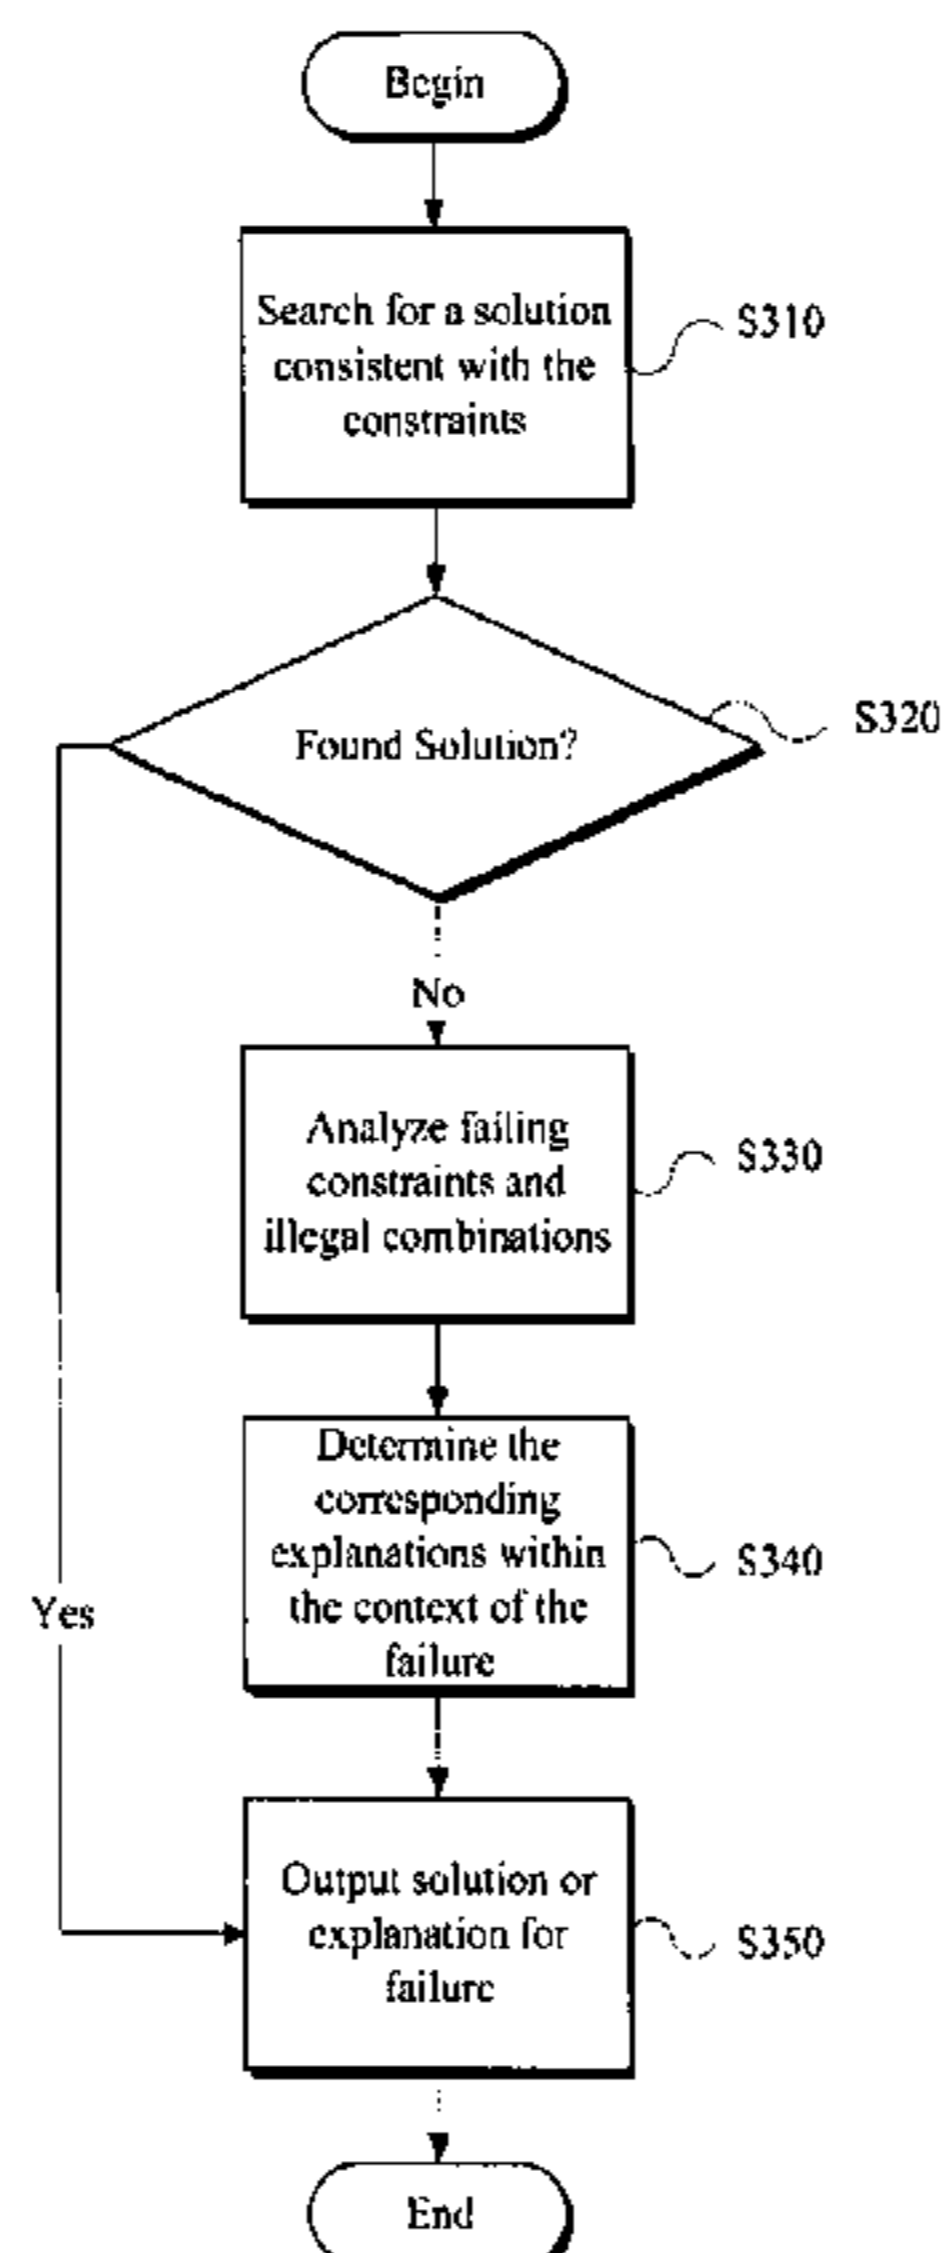 Begin
Search for a solution
consistent with the
constraints
S310
Found Solution?
S320
No
Analyze failing
constraints and
illegal combinations
S330
Determine the
corresponding
explanations within
the context of the
failure
S340
Yes
Output solution or
explanation for
failure
S350
End